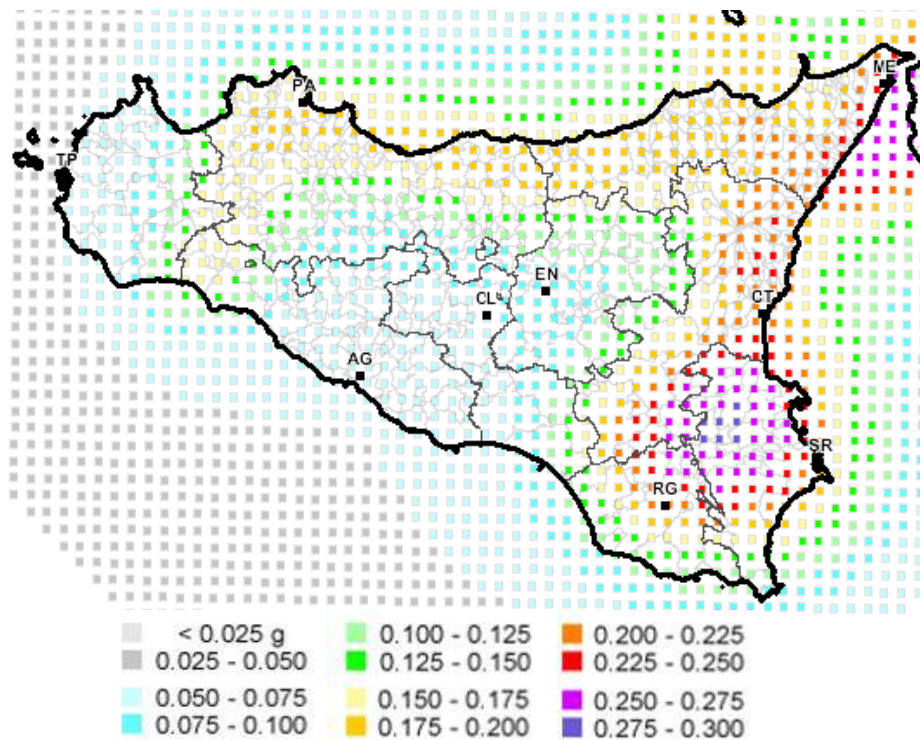 ME
PA
TP
EN
CL
CT
AG
SR
RG
< 0.025 g
0.025 - 0.050
0.050 - 0.075
0.075 - 0.100
0.100 - 0.125
0.125 - 0.150
0.150 - 0.175
0.175 - 0.200
0.200 - 0.225
0.225 - 0.250
0.250 - 0.275
0.275 - 0.300